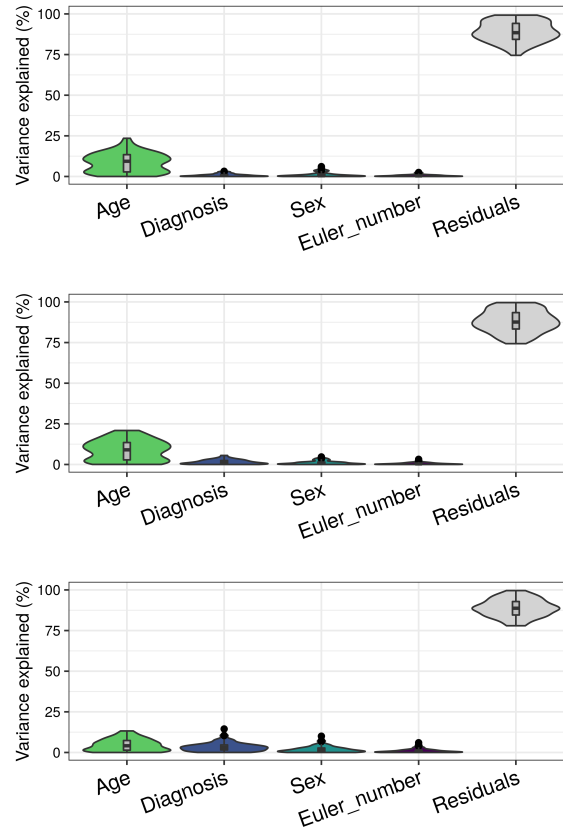 Variance explained (%)
100
75
50
25
0
Age
Diagnosis
Sex
Euler_number
Residuals
Variance explained (%)
100
75
50
25
0
Age
Diagnosis
Sex
Euler_number
Residuals
Variance explained (%)
100
75
50
25
0
Age
Diagnosis
Sex
Euler_number
Residuals